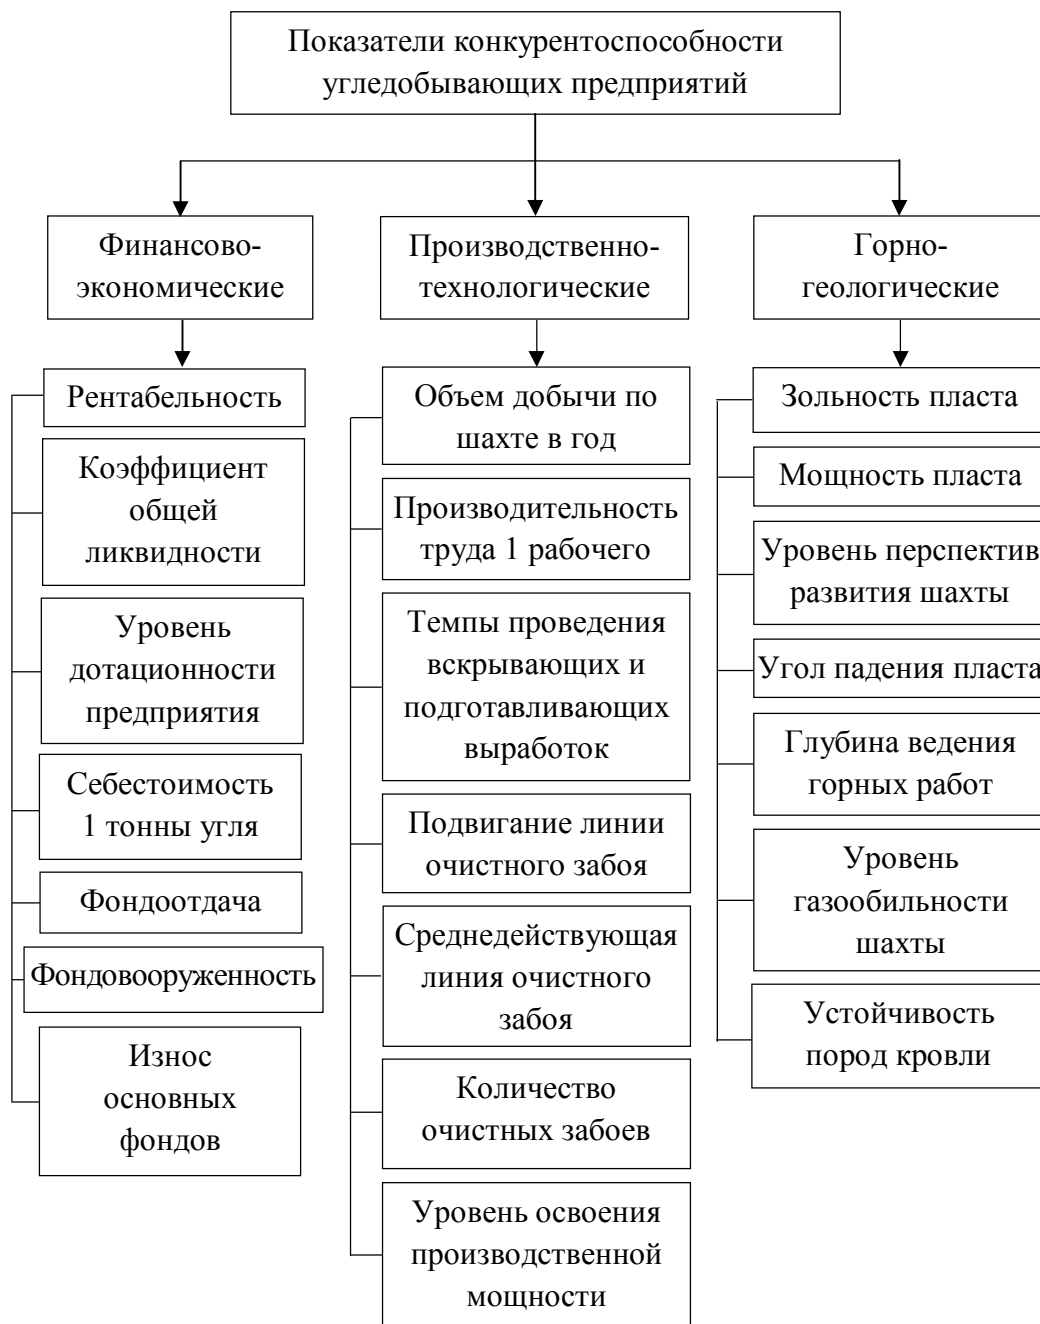 Показатели конкурентоспособности
угледобывающих предприятий
Финансово-
экономические
Производственно-
технологические
Горно-
геологические
Рентабельность
Коэффициент
общей
ликвидности
Уровень
дотационности
предприятия
Себестоимость
1 тонны угля
Фондоотдача
Фондовооруженность
Износ
основных
фондов
Объем добычи по
шахте в год
Производительность
труда 1 рабочего
Темпы проведения
вскрывающих и
подготавливающих
выработок
Подвигание линии
очистного забоя
Среднедействующая
линия очистного
забоя
Количество
очистных забоев
Уровень освоения
производственной
мощности
Зольность пласта
Мощность пласта
Уровень перспектив
развития шахты
Угол падения пласта
Глубина ведения
горных работ
Уровень
газообильности
шахты
Устойчивость
пород кровли